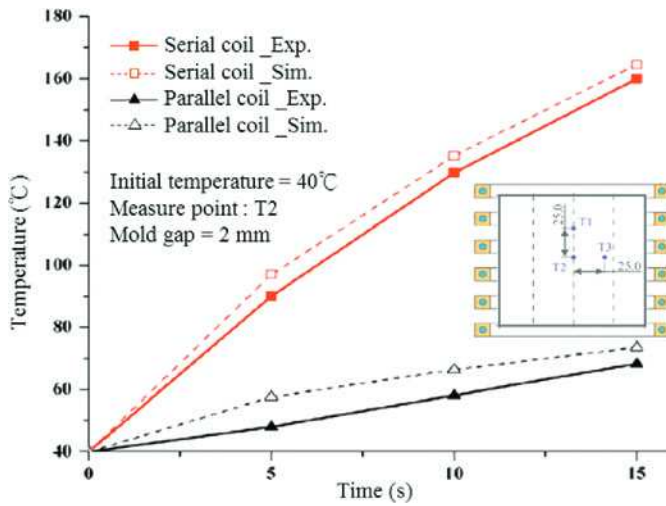 180
160
140
120
100
80
60
40
0
5
10
15
Temperature (℃)
Time (s)
Serial coil _Exp.
Serial coil _Sim.
Parallel coil _Exp.
Parallel coil _Sim.
Initial temperature = 40℃
Measure point : T2
Mold gap = 2 mm
25.0
T1
T2
T3
25.0